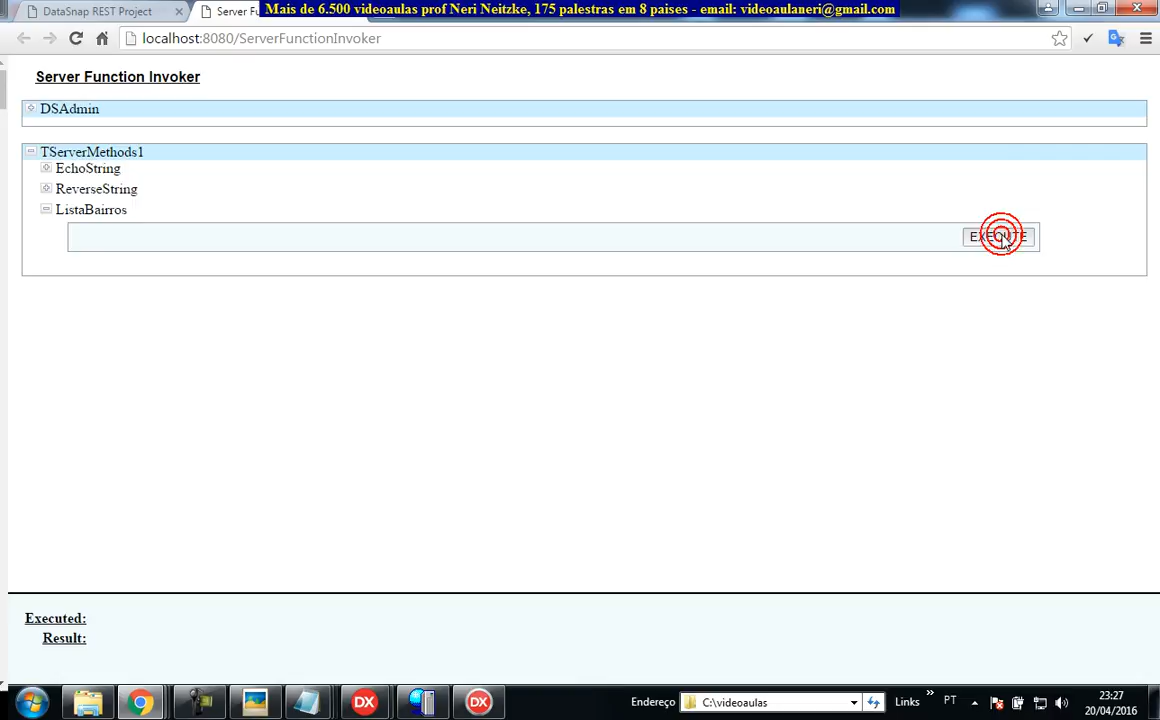 DataSnap REST Project
Server Fu
Mais de 6.500 videoaulas prof Neri Neitzke, 175 palestras em 8 paises - email: videoaulaneri@gmail.com
localhost:8080/ServerFunctionInvoker
Server Function Invoker
DSAdmin
TServerMethods1
EchoString
ReverseString
ListaBairros
EXECUTE
Executed:
Result:
DX
DX
Endereço
C:\videoaulas
Links
»
PT
23:27
20/04/2016